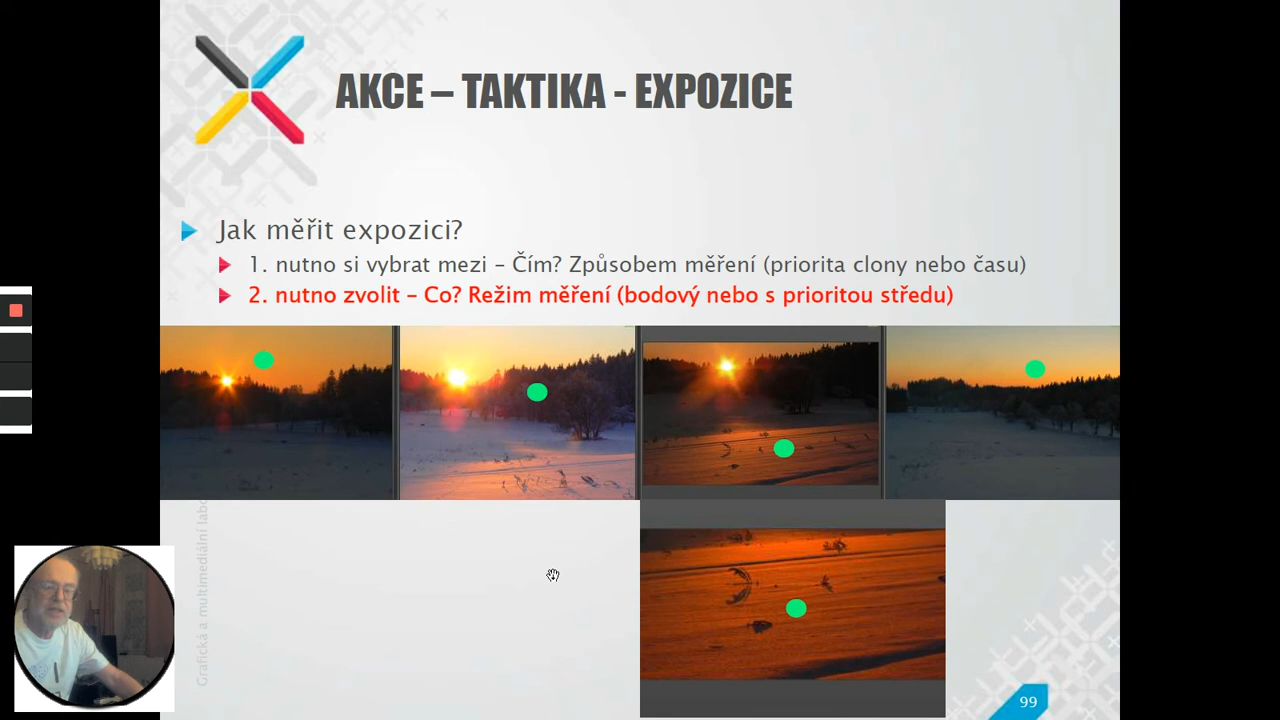 AKCE – TAKTIKA - EXPOZICE
Jak měřit expozici?
1. nutno si vybrat mezi – Čím? Způsobem měření (priorita clony nebo času)
2. nutno zvolit – Co? Režim měření (bodový nebo s prioritou středu)
Grafická a multimediální labo
99